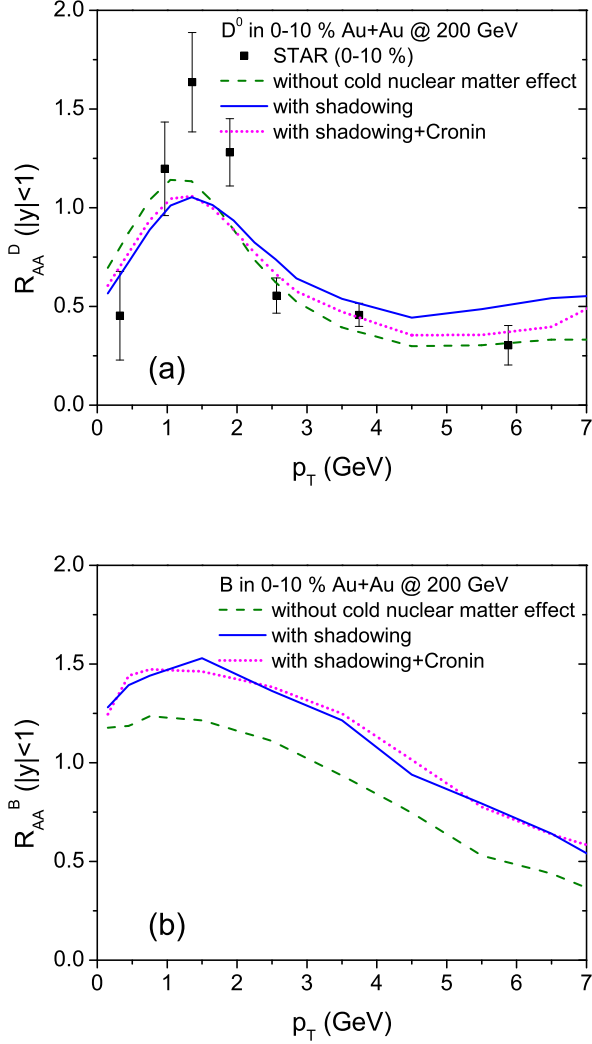 D⁰ in 0-10 % Au+Au @ 200 GeV
STAR (0-10 %)
without cold nuclear matter effect
with shadowing
with shadowing+Cronin
2.0
1.5
1.0
0.5
0.0
R_AA^D (|y|<1)
(a)
0 1 2 3 4 5 6 7
p_T (GeV)
B in 0-10 % Au+Au @ 200 GeV
without cold nuclear matter effect
with shadowing
with shadowing+Cronin
2.0
1.5
1.0
0.5
0.0
R_AA^B (|y|<1)
(b)
0 1 2 3 4 5 6 7
p_T (GeV)